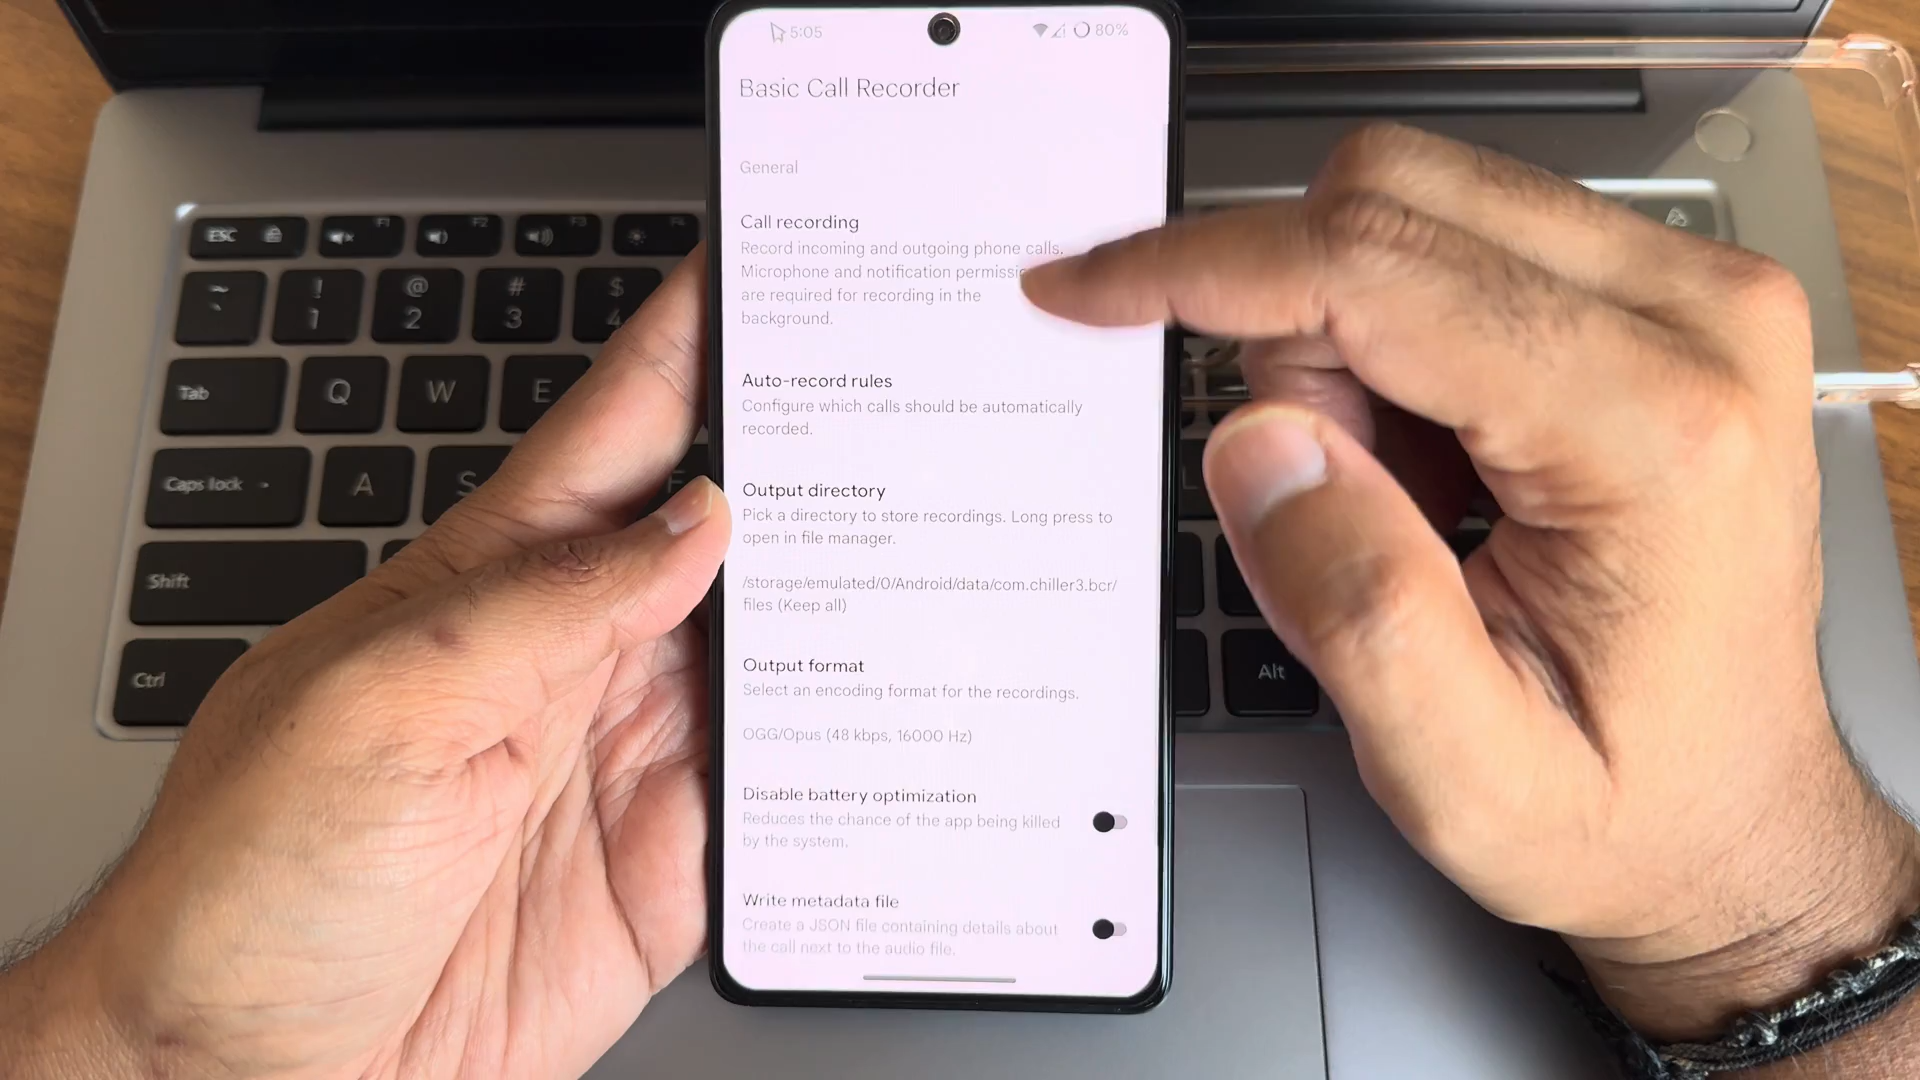 5:05
80%
Basic Call Recorder
General
Call recording
Record incoming and outgoing phone calls.
Microphone and notification
are required for recording in the
background.
Auto-record rules
Configure which calls should be automatically
recorded.
Output directory
Pick a directory to store recordings. Long press to
open in file manager.
/storage/emulated/0/Android/data/com.chiller3.bcr/
files (Keep all)
Output format
Select an encoding format for the recordings.
OGG/Opus (48 kbps, 16000 Hz)
Disable battery optimization
Reduces the chance of the app being killed
by the system.
Write metadata file
Create a JSON file containing details about
the call next to the audio file.
ESC F1 F2 F3 F4
~ ! 1 @ 2 # 3 $ 4
Tab Q W E
Caps lock A S F L
Shift
Ctrl Alt